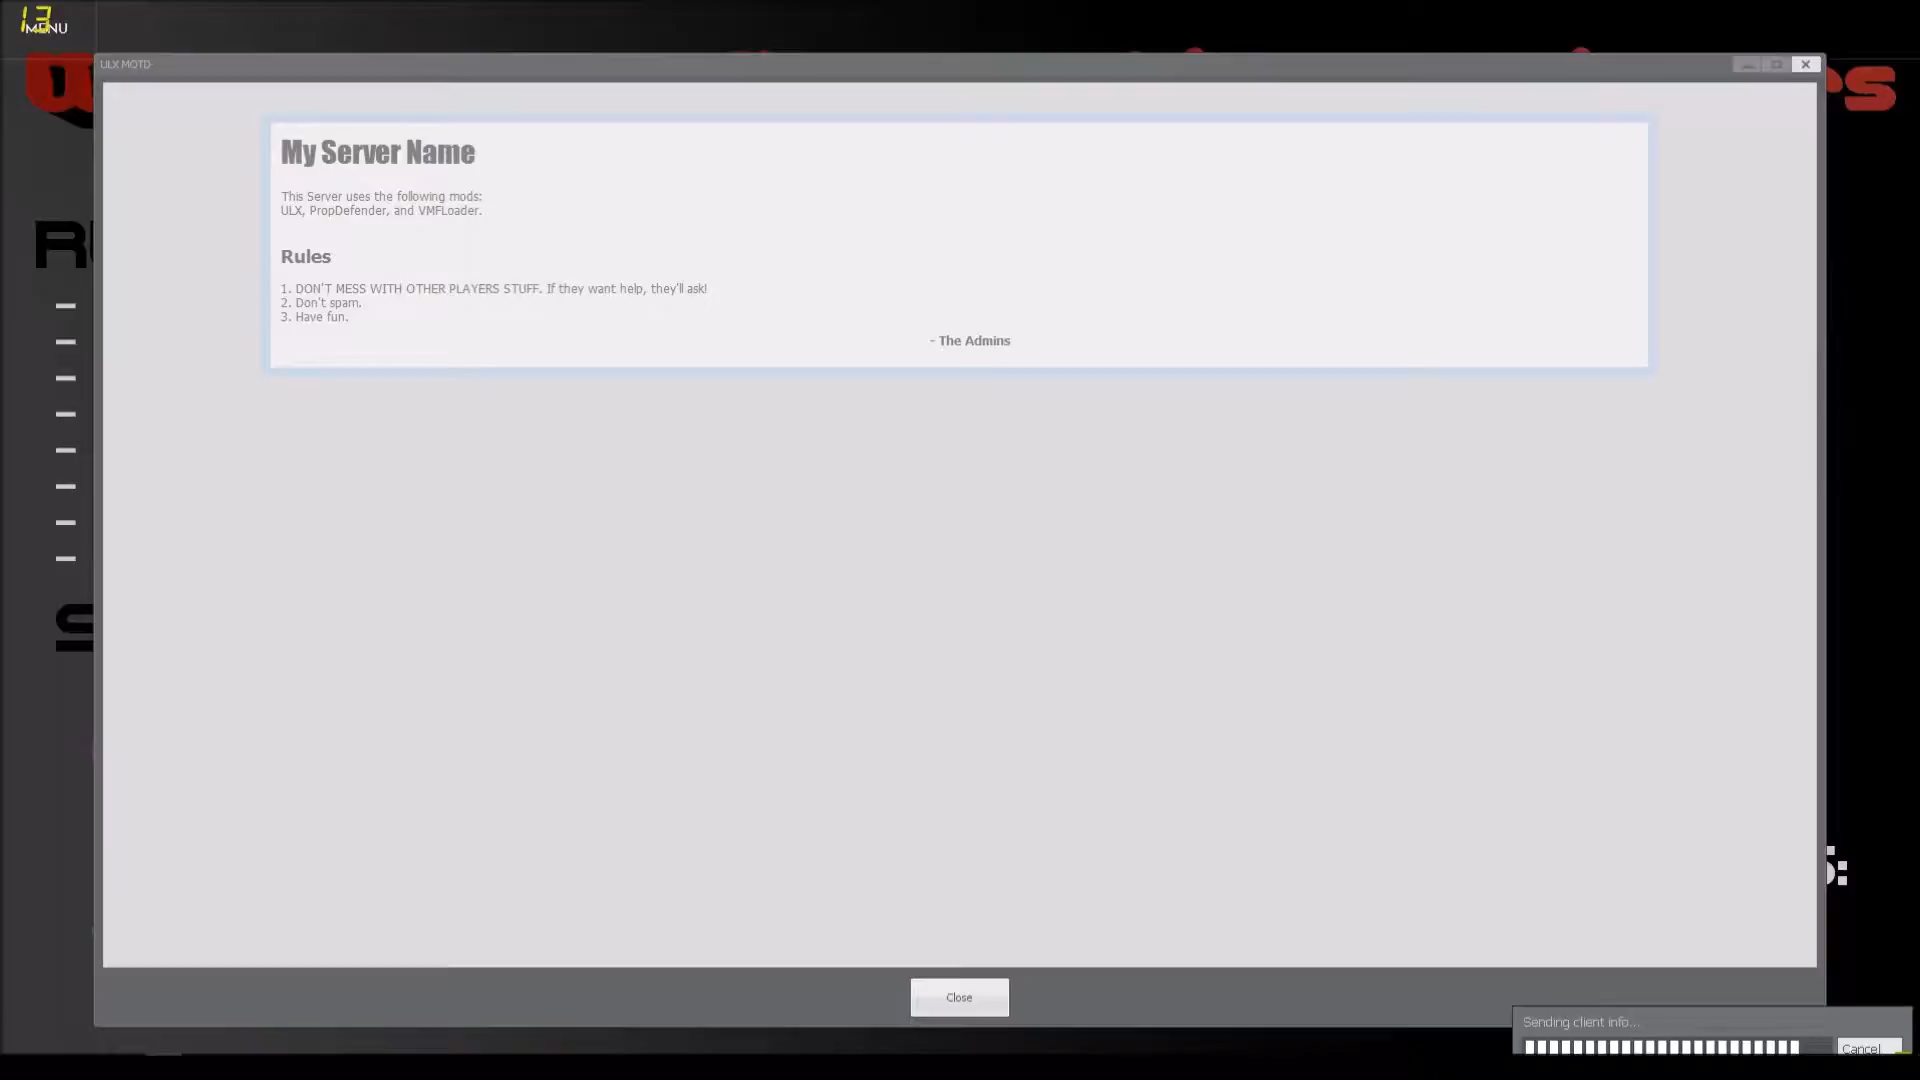 13
MENU
ULX MOTD
My Server Name
This Server uses the following mods:
ULX, PropDefender, and VMFLoader.
Rules
1. DON'T MESS WITH OTHER PLAYERS STUFF. If they want help, they'll ask!
2. Don't spam.
3. Have fun.
- The Admins
Close
Sending client info...
Cancel